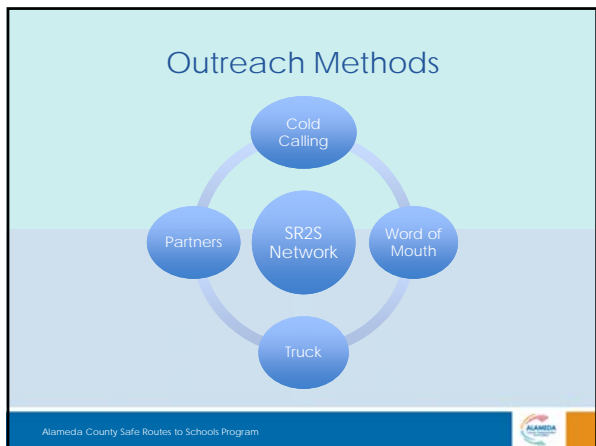 Outreach Methods
Cold
Calling
Partners
SR2S
Network
Word of
Mouth
Truck
Alameda County Safe Routes to Schools Program
ALAMEDA